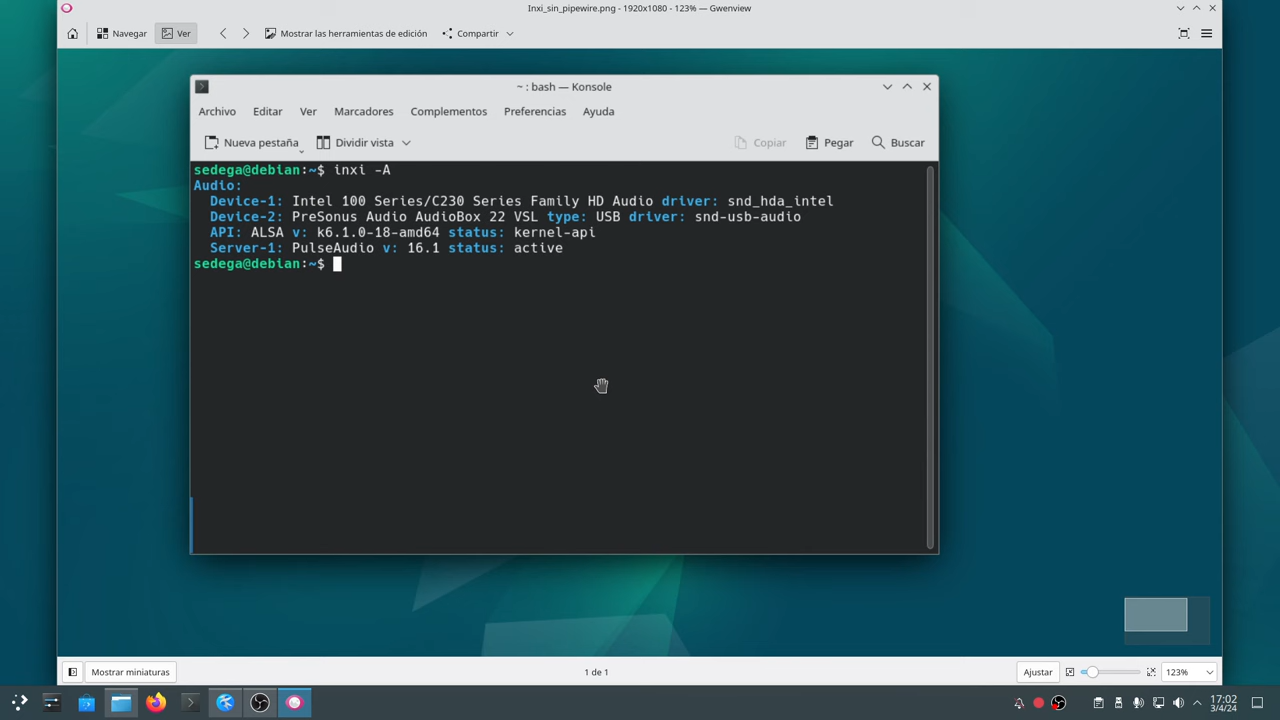 Inxi_sin_pipewire.png - 1920x1080 - 123% — Gwenview
Navegar Ver Mostrar las herramientas de edición Compartir
~ : bash — Konsole
Archivo Editar Ver Marcadores Complementos Preferencias Ayuda
Nueva pestaña Dividir vista Copiar Pegar Buscar
sedega@debian:~$ inxi -A
Audio:
Device-1: Intel 100 Series/C230 Series Family HD Audio driver: snd_hda_intel
Device-2: PreSonus Audio AudioBox 22 VSL type: USB driver: snd-usb-audio
API: ALSA v: k6.1.0-18-amd64 status: kernel-api
Server-1: PulseAudio v: 16.1 status: active
sedega@debian:~$
Mostrar miniaturas 1 de 1 Ajustar 123%
17:02
3/4/24